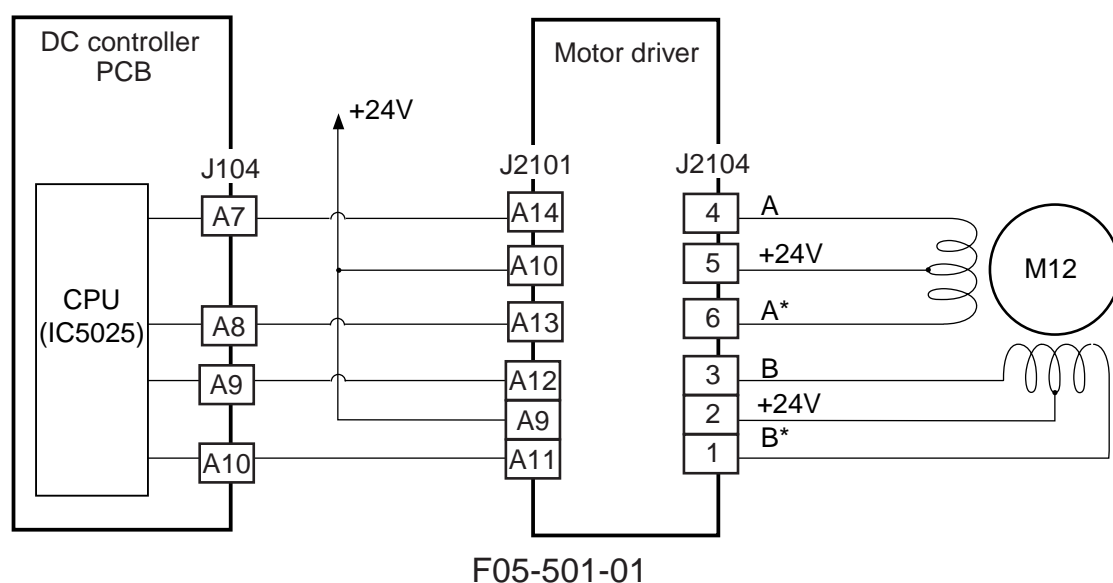 DC controller
PCB
Motor driver
+24V
J104
J2101
J2104
A7
A14
4
A
A10
5
+24V
M12
CPU
(IC5025)
A8
A13
6
A*
A9
A12
3
B
A9
2
+24V
A10
A11
1
B*
F05-501-01